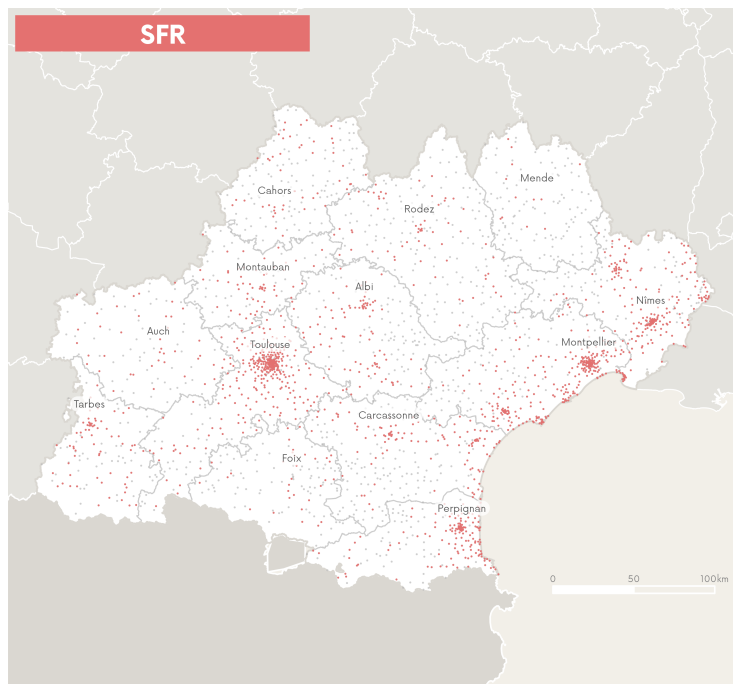 SFR
Cahors
Mende
Rodez
Montauban
Albi
Nîmes
Auch
Toulouse
Montpellier
Tarbes
Carcassonne
Foix
Perpignan
0 50 100km